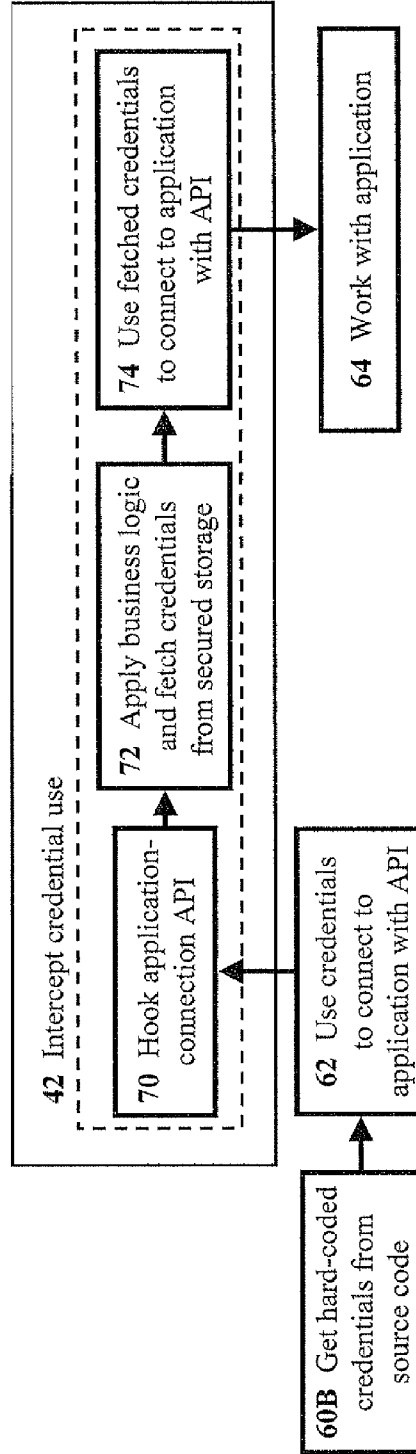 42 Intercept credential use
70 Hook application-
connection API
72 Apply business logic
and fetch credentials
from secured storage
74 Use fetched credentials
to connect to application
with API
60B Get hard-coded
credentials from
source code
62 Use credentials
to connect to
application with API
64 Work with application